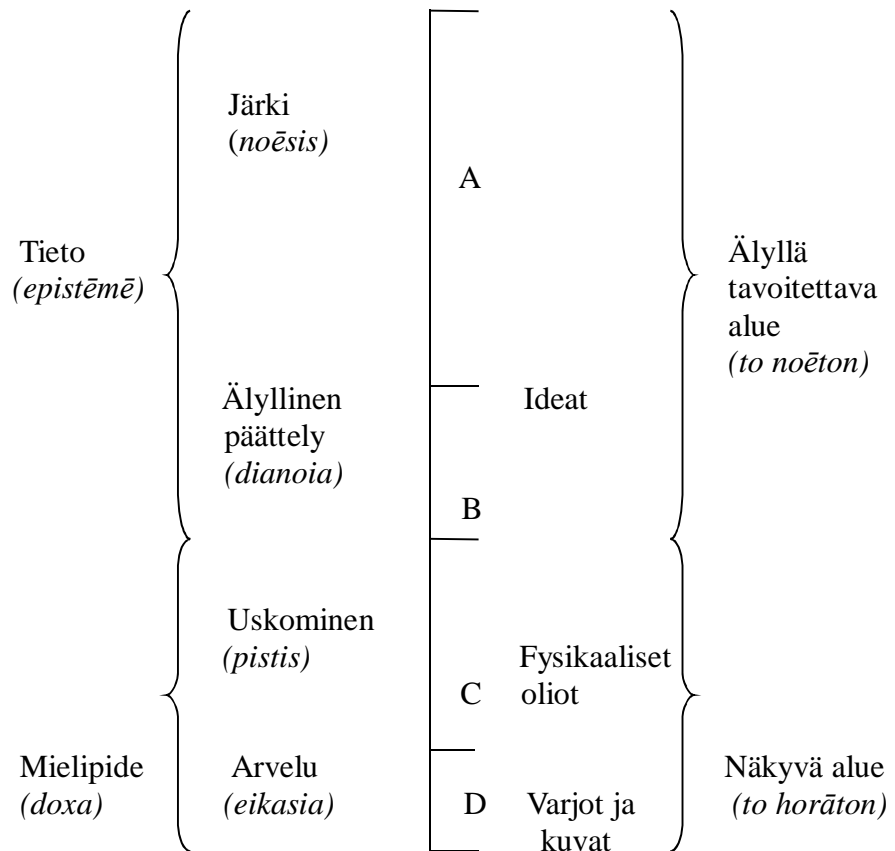 Järki
(noēsis)
A
Tieto
(epistēmē)
Älyllä
tavoitettava
alue
(to noēton)
Älyllinen
päättely
(dianoia)
Ideat
B
Uskominen
(pistis)
Fysikaaliset
C oliot
Mielipide
(doxa)
Arvelu
(eikasia)
D Varjot ja
kuvat
Näkyvä alue
(to horāton)